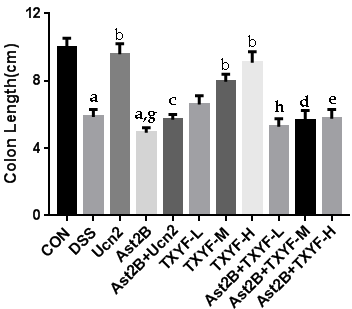 Colon Length(cm)
12
8
4
0
a
b
a,g
c
b
b
h
d
e
CON
DSS
Ucn2
Ast2B
Ast2B+Ucn2
TXYF-L
TXYF-M
TXYF-H
Ast2B+TXYF-L
Ast2B+TXYF-M
Ast2B+TXYF-H